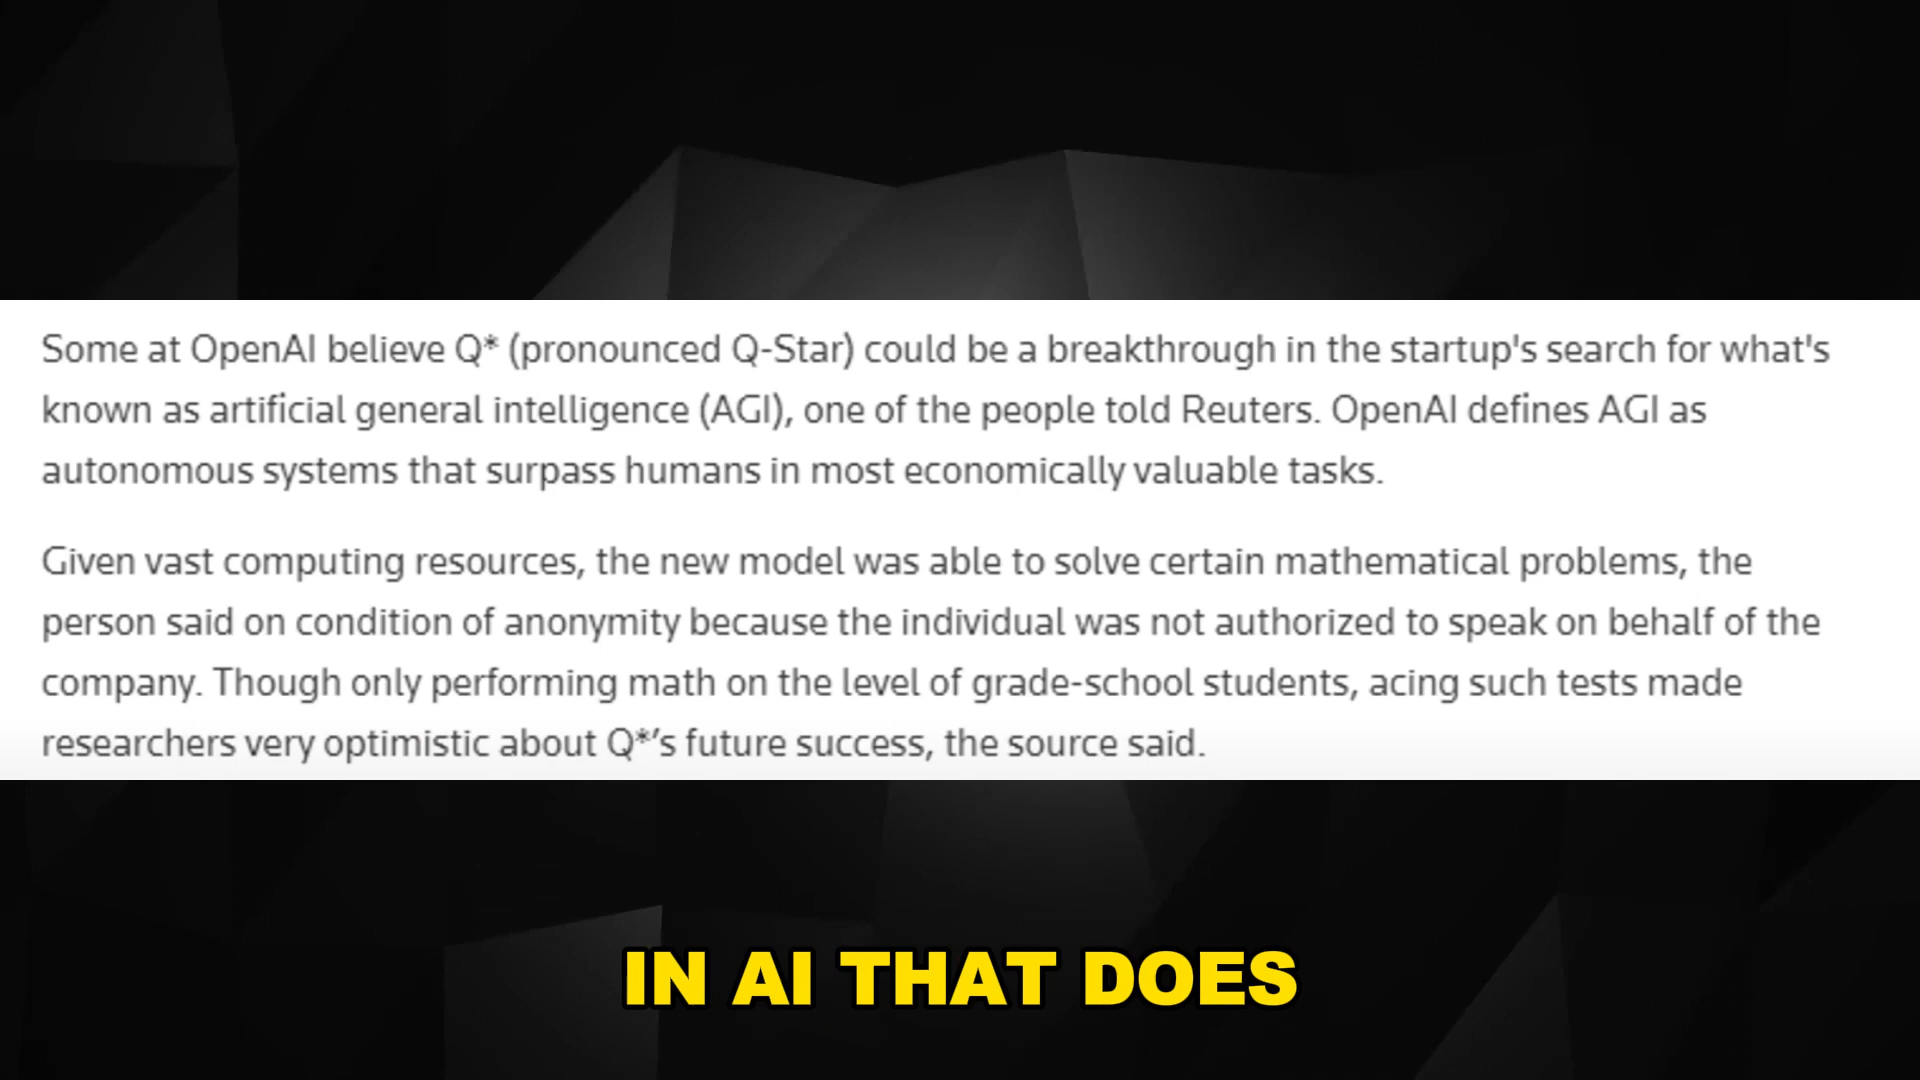 Some at OpenAI believe Q* (pronounced Q-Star) could be a breakthrough in the startup's search for what's
known as artificial general intelligence (AGI), one of the people told Reuters. OpenAI defines AGI as
autonomous systems that surpass humans in most economically valuable tasks.
Given vast computing resources, the new model was able to solve certain mathematical problems, the
person said on condition of anonymity because the individual was not authorized to speak on behalf of the
company. Though only performing math on the level of grade-school students, acing such tests made
researchers very optimistic about Q*’s future success, the source said.
IN AI THAT DOES